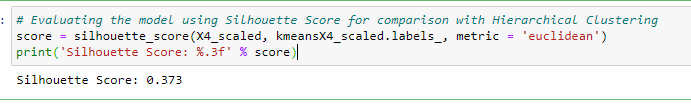 : # Evaluating the model using Silhouette Score for comparison with Hierarchical Clustering
score = silhouette_score(X4_scaled, kmeansX4_scaled.labels_, metric = 'euclidean')
print('Silhouette Score: %.3f' % score)
Silhouette Score: 0.373